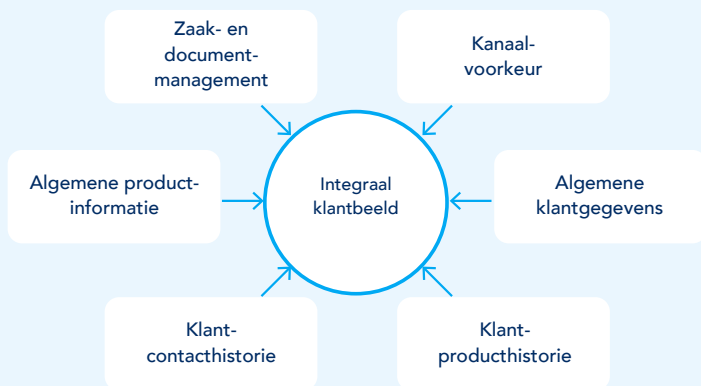 Zaak- en
document-
management
Kanaal-
voorkeur
Algemene product-
informatie
Integraal
klantbeeld
Algemene
klantgegevens
Klant-
contacthistorie
Klant-
producthistorie